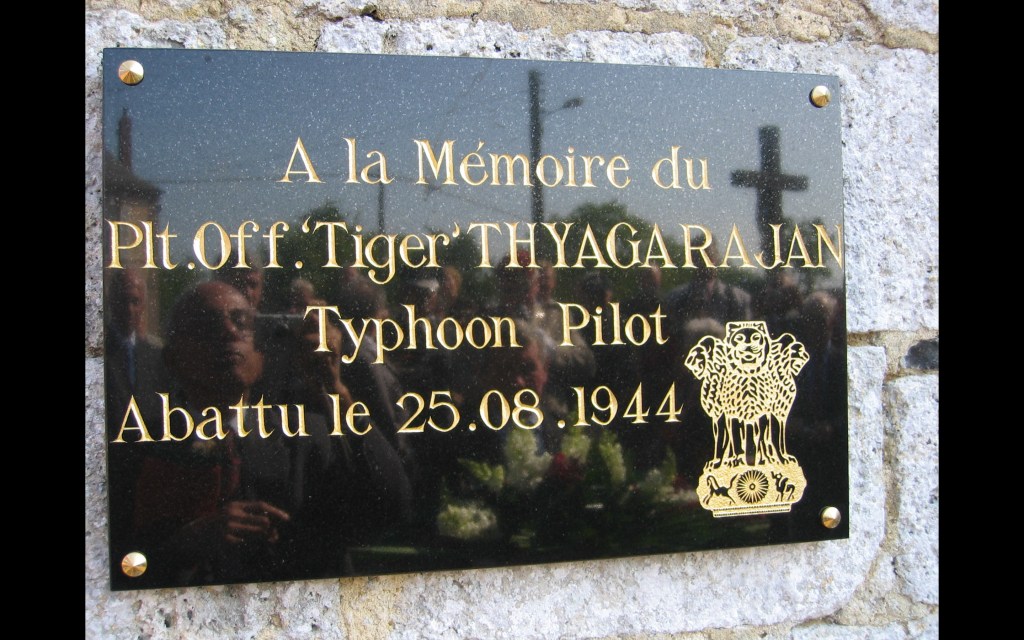 A la Mémoire du
Plt.Off.'Tiger' THYAGARAJAN
Typhoon Pilot
Abattu le 25.08.1944